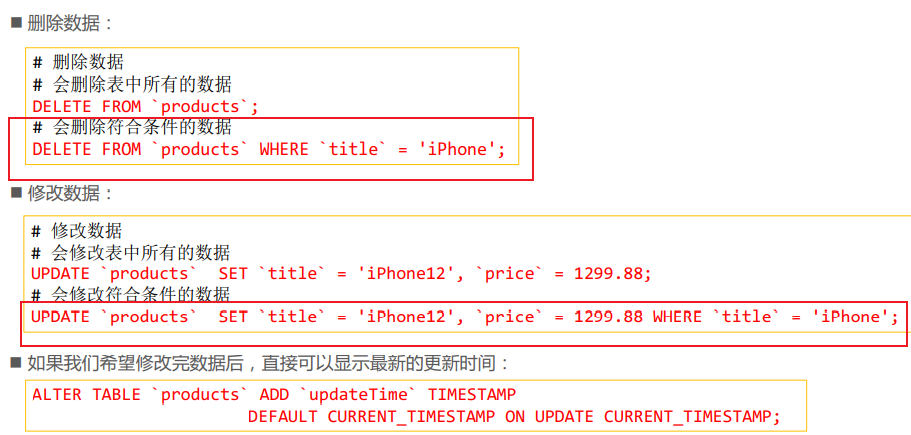 ■ 删除数据：
# 删除数据
# 会删除表中所有的数据
DELETE FROM `products`;
# 会删除符合条件的数据
DELETE FROM `products` WHERE `title` = 'iPhone';
■ 修改数据：
# 修改数据
# 会修改表中所有的数据
UPDATE `products`  SET `title` = 'iPhone12', `price` = 1299.88;
# 会修改符合条件的数据
UPDATE `products`  SET `title` = 'iPhone12', `price` = 1299.88 WHERE `title` = 'iPhone';
■ 如果我们希望修改完数据后，直接可以显示最新的更新时间：
ALTER TABLE `products` ADD `updateTime` TIMESTAMP
DEFAULT CURRENT_TIMESTAMP ON UPDATE CURRENT_TIMESTAMP;